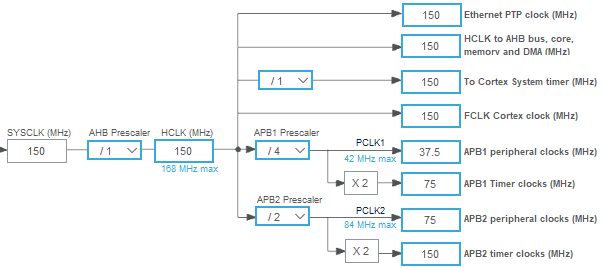 150
Ethernet PTP clock (MHz)
150
HCLK to AHB bus, core,
memory and DMA (MHz)
/ 1
150
To Cortex System timer (MHz)
150
FCLK Cortex clock (MHz)
SYSCLK (MHz)
AHB Prescaler
HCLK (MHz)
APB1 Prescaler
PCLK1
150
/ 1
150
/ 4
37.5
APB1 peripheral clocks (MHz)
168 MHz max
42 MHz max
X 2
75
APB1 Timer clocks (MHz)
APB2 Prescaler
PCLK2
/ 2
84 MHz max
75
APB2 peripheral clocks (MHz)
X 2
150
APB2 timer clocks (MHz)